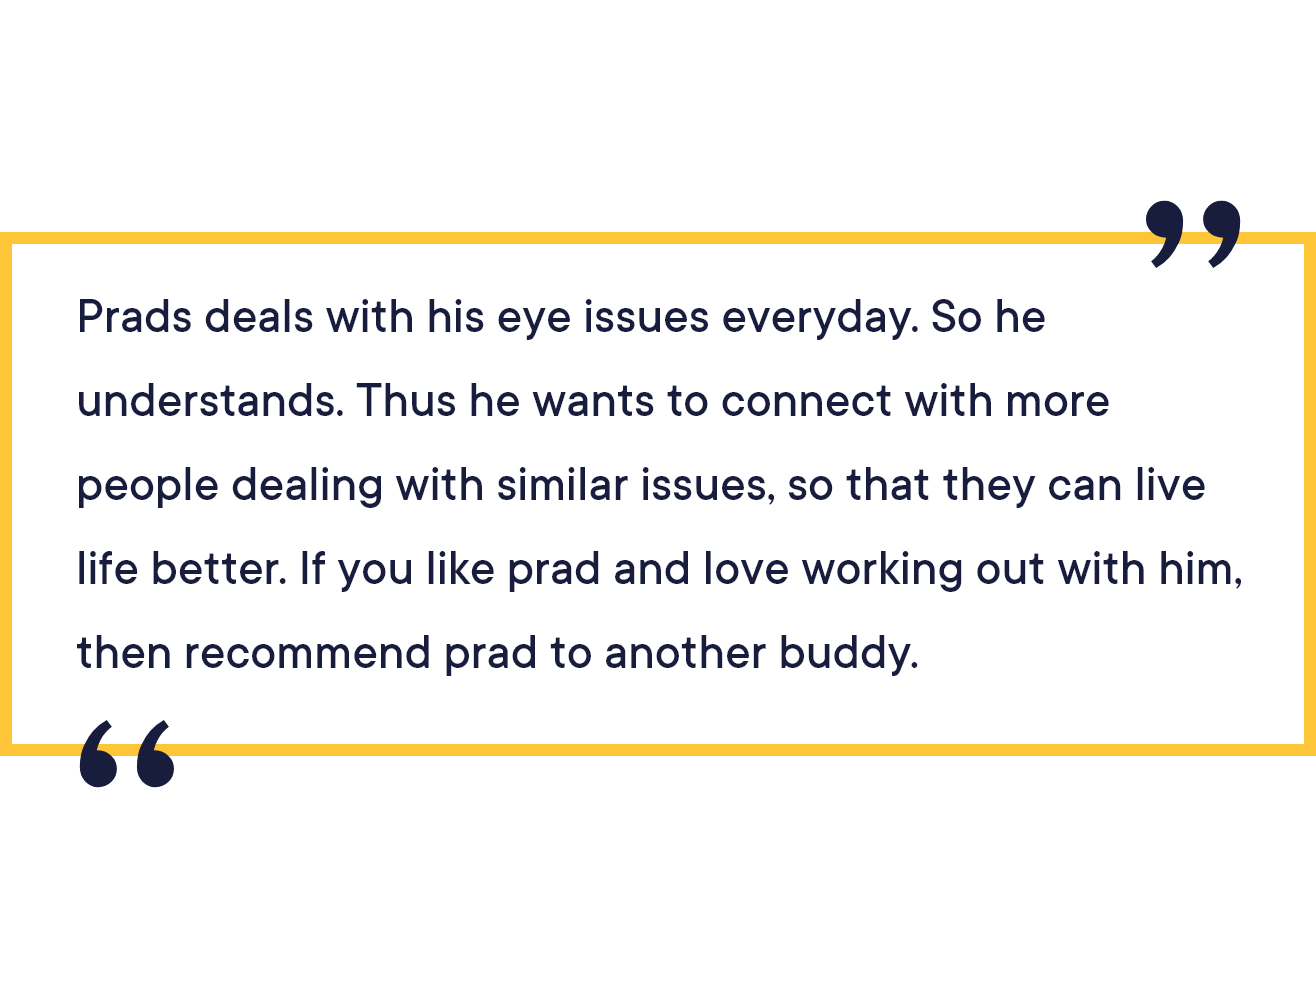 ”
Prads deals with his eye issues everyday. So he
understands. Thus he wants to connect with more
people dealing with similar issues, so that they can live
life better. If you like prad and love working out with him,
then recommend prad to another buddy.
“